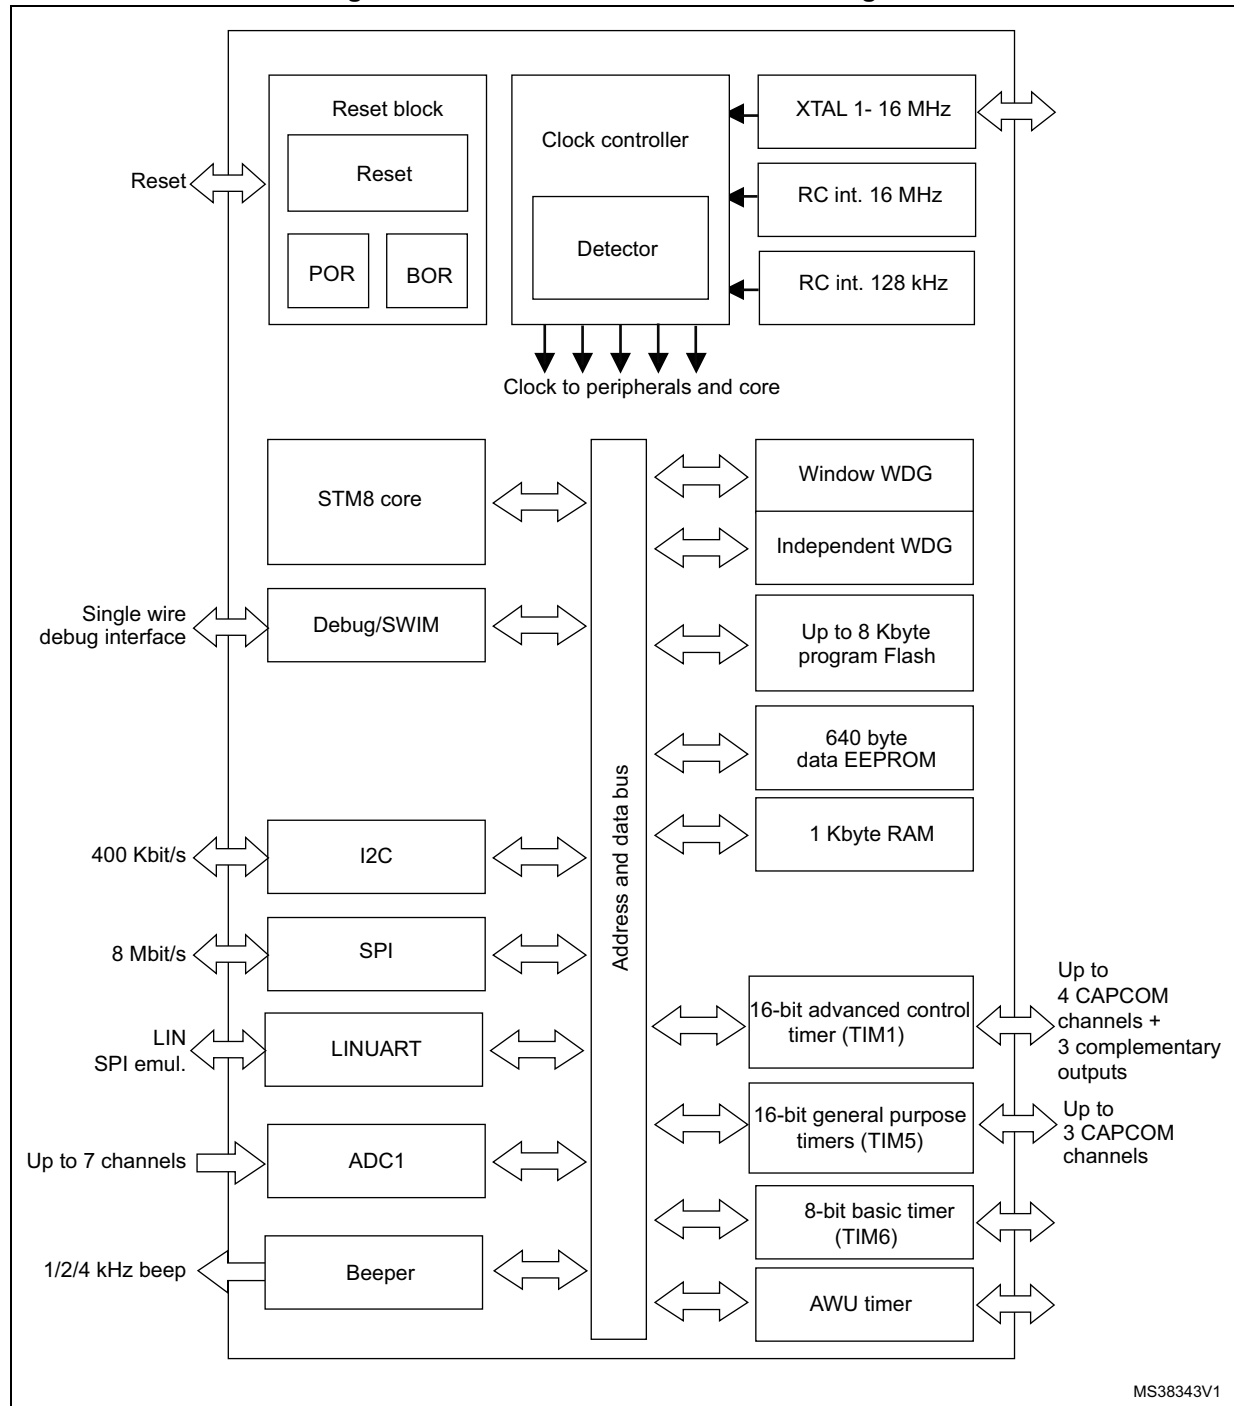 Reset block
Reset
Reset
POR
BOR
Clock controller
Detector
XTAL 1- 16 MHz
RC int. 16 MHz
RC int. 128 kHz
Clock to peripherals and core
STM8 core
Single wire
debug interface
Debug/SWIM
400 Kbit/s
I2C
8 Mbit/s
SPI
LIN
SPI emul.
LINUART
Up to 7 channels
ADC1
1/2/4 kHz beep
Beeper
Address and data bus
Window WDG
Independent WDG
Up to 8 Kbyte
program Flash
640 byte
data EEPROM
1 Kbyte RAM
16-bit advanced control
timer (TIM1)
Up to
4 CAPCOM
channels +
3 complementary
outputs
16-bit general purpose
timers (TIM5)
Up to
3 CAPCOM
channels
8-bit basic timer
(TIM6)
AWU timer
MS38343V1